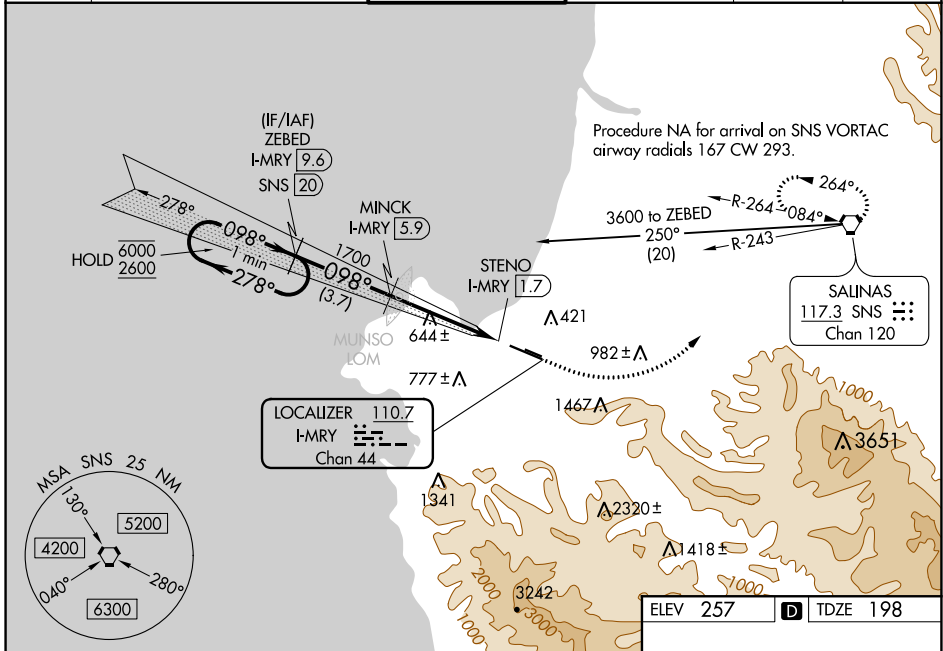 Procedure NA for arrival on SNS VORTAC
airway radials 167 CW 293.
(IF/IAF)
ZEBED
I-MRY 9.6
SNS 20
MINCK
I-MRY 5.9
278°
098°
1 min
278°
HOLD 6000
2600
1700
098°
(3.7)
264°
R-264
084°
3600 to ZEBED
250°
(20)
R-243
STENO
I-MRY 1.7
SALINAS
117.3 SNS
Chan 120
MUNSO
LOM
644±
421
777±
982±
LOCALIZER 110.7
I-MRY
Chan 44
1467
1000
3651
1341
2320±
1418±
1000
2000
3242
3000
1000
MSA SNS 25 NM
130°
5200
4200
040°
280°
6300
ELEV 257 D TDZE 198